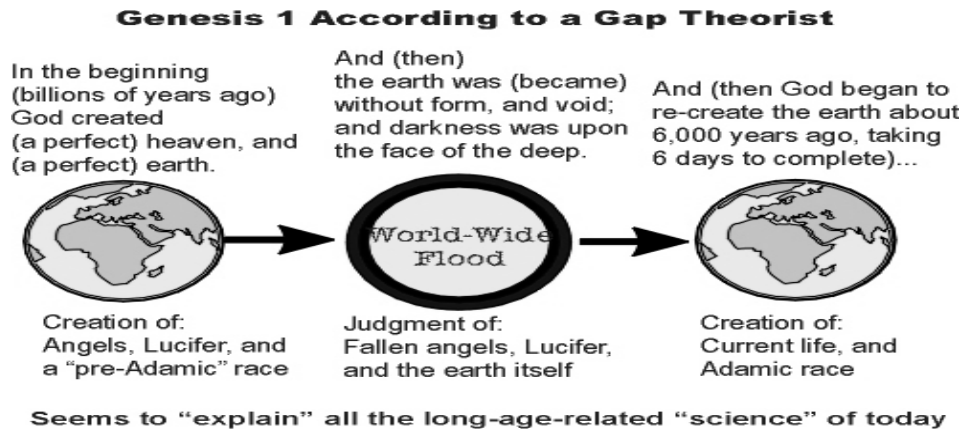 Genesis 1 According to a Gap Theorist
In the beginning
(billions of years ago)
God created
(a perfect) heaven, and
(a perfect) earth.
And (then)
the earth was (became)
without form, and void;
and darkness was upon
the face of the deep.
And (then God began to
re-create the earth about
6,000 years ago, taking
6 days to complete)...
World-Wide
Flood
Creation of:
Angels, Lucifer, and
a “pre-Adamic” race
Judgment of:
Fallen angels, Lucifer,
and the earth itself
Creation of:
Current life, and
Adamic race
Seems to “explain” all the long-age-related “science” of today